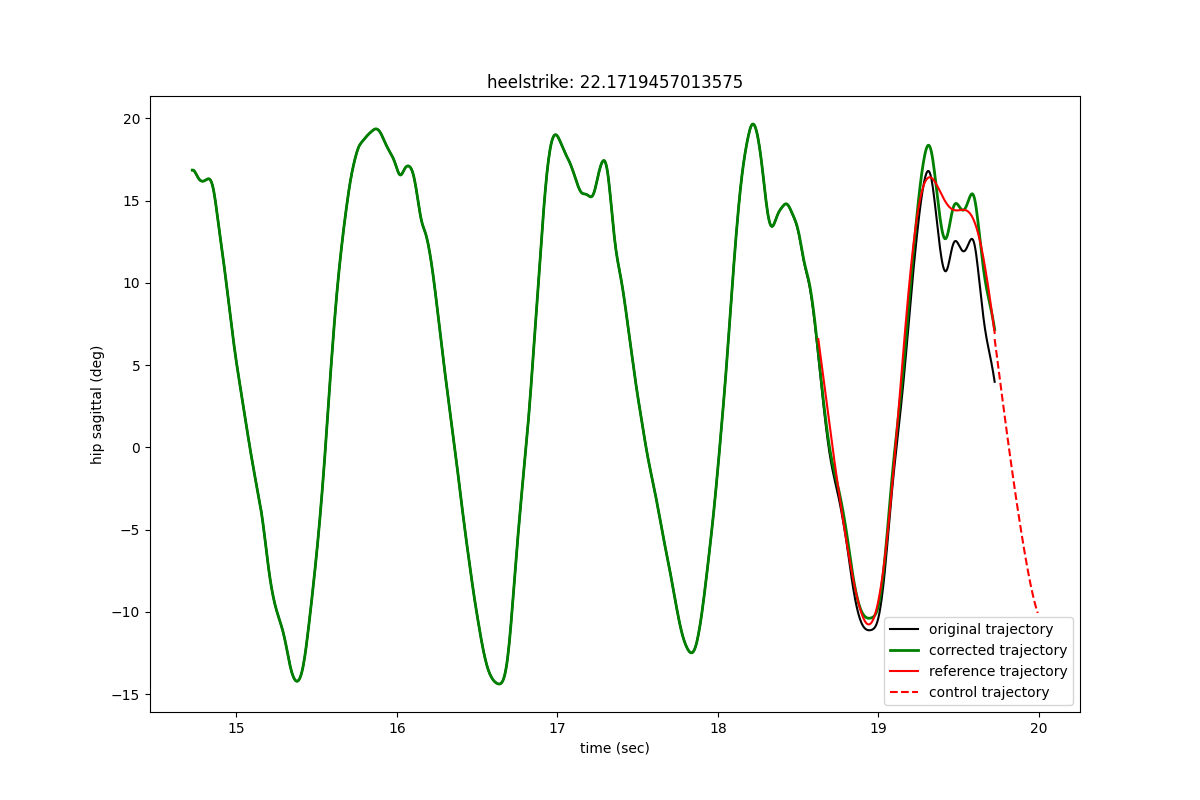 heelstrike: 22.1719457013575
20
15
10
5
0
−5
−10
−15
hip sagittal (deg)
15
16
17
18
19
20
time (sec)
original trajectory
corrected trajectory
reference trajectory
control trajectory